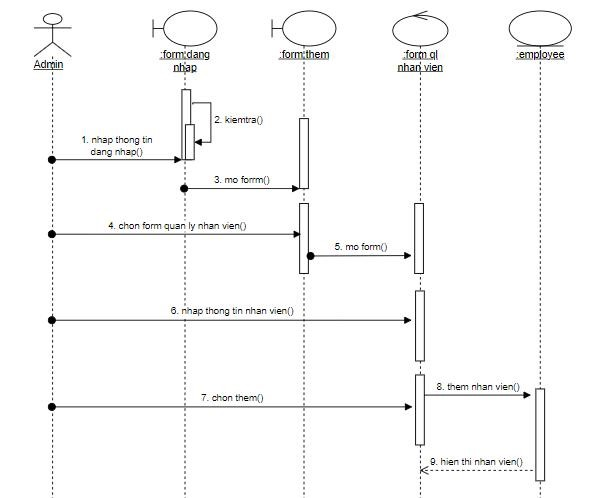 Admin
:form:dang
nhap
:form:them
:form ql
nhan vien
:employee
2. kiemtra()
1. nhap thong tin
dang nhap()
3. mo forrm()
4. chon form quan ly nhan vien()
5. mo form()
6. nhap thong tin nhan vien()
7. chon them()
8. them nhan vien()
9. hien thi nhan vien()